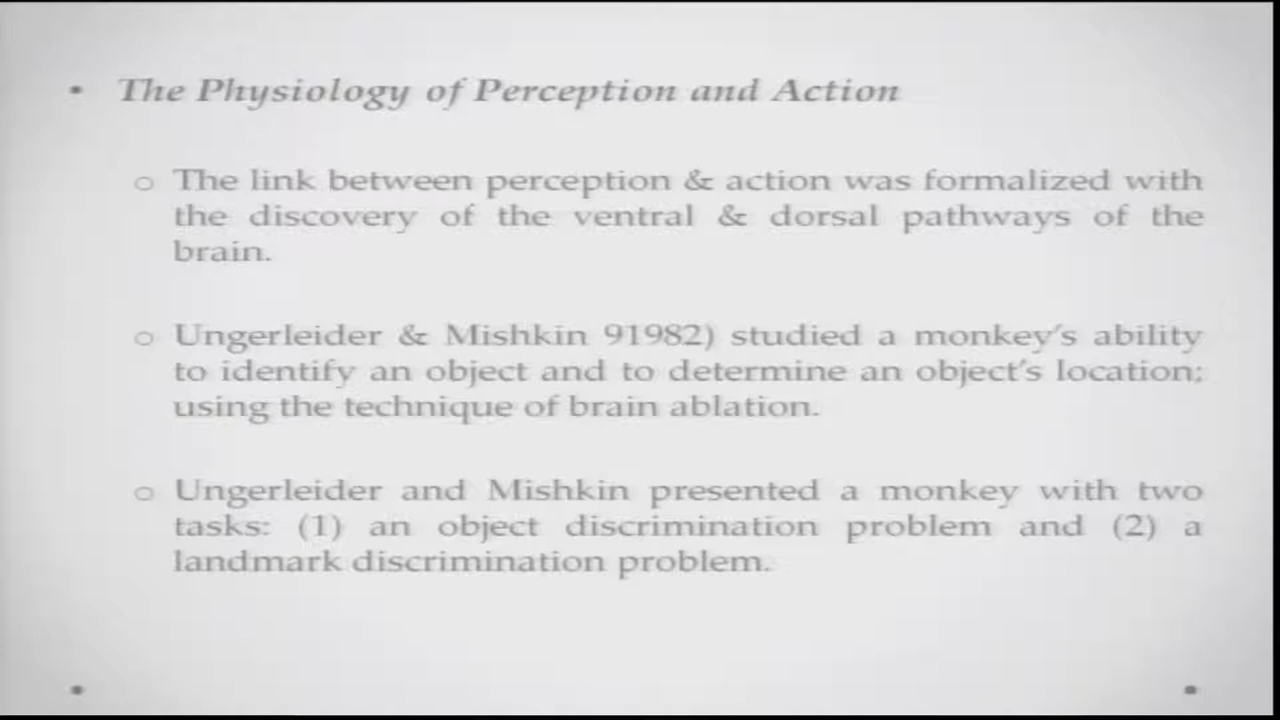 • The Physiology of Perception and Action
o The link between perception & action was formalized with
the discovery of the ventral & dorsal pathways of the
brain.
o Ungerleider & Mishkin 91982) studied a monkey's ability
to identify an object and to determine an object's location;
using the technique of brain ablation.
o Ungerleider and Mishkin presented a monkey with two
tasks: (1) an object discrimination problem and (2) a
landmark discrimination problem.